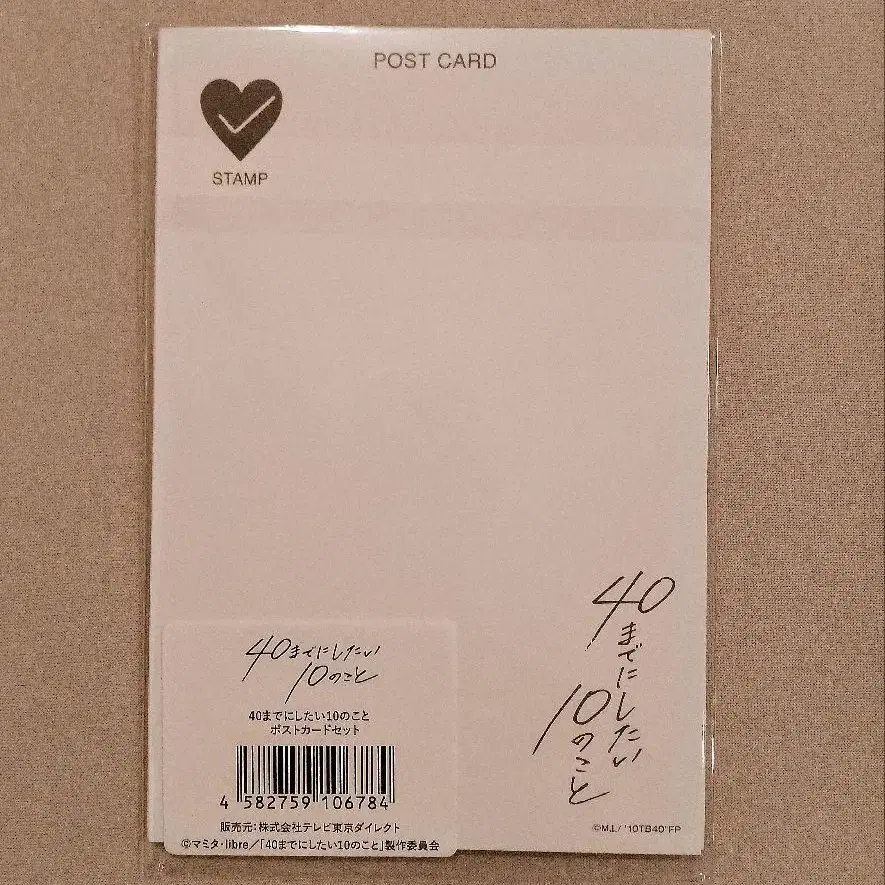 POST CARD
STAMP
40
までにしたい
10のこと
40までにしたい
10のこと
40までにしたい10のこと
ポストカードセット
4 582759 106784
販売元:株式会社テレビ東京ダイレクト
©マミタ・libre/「40までにしたい10のこと」製作委員会
©M,L/ "10TB40"FP